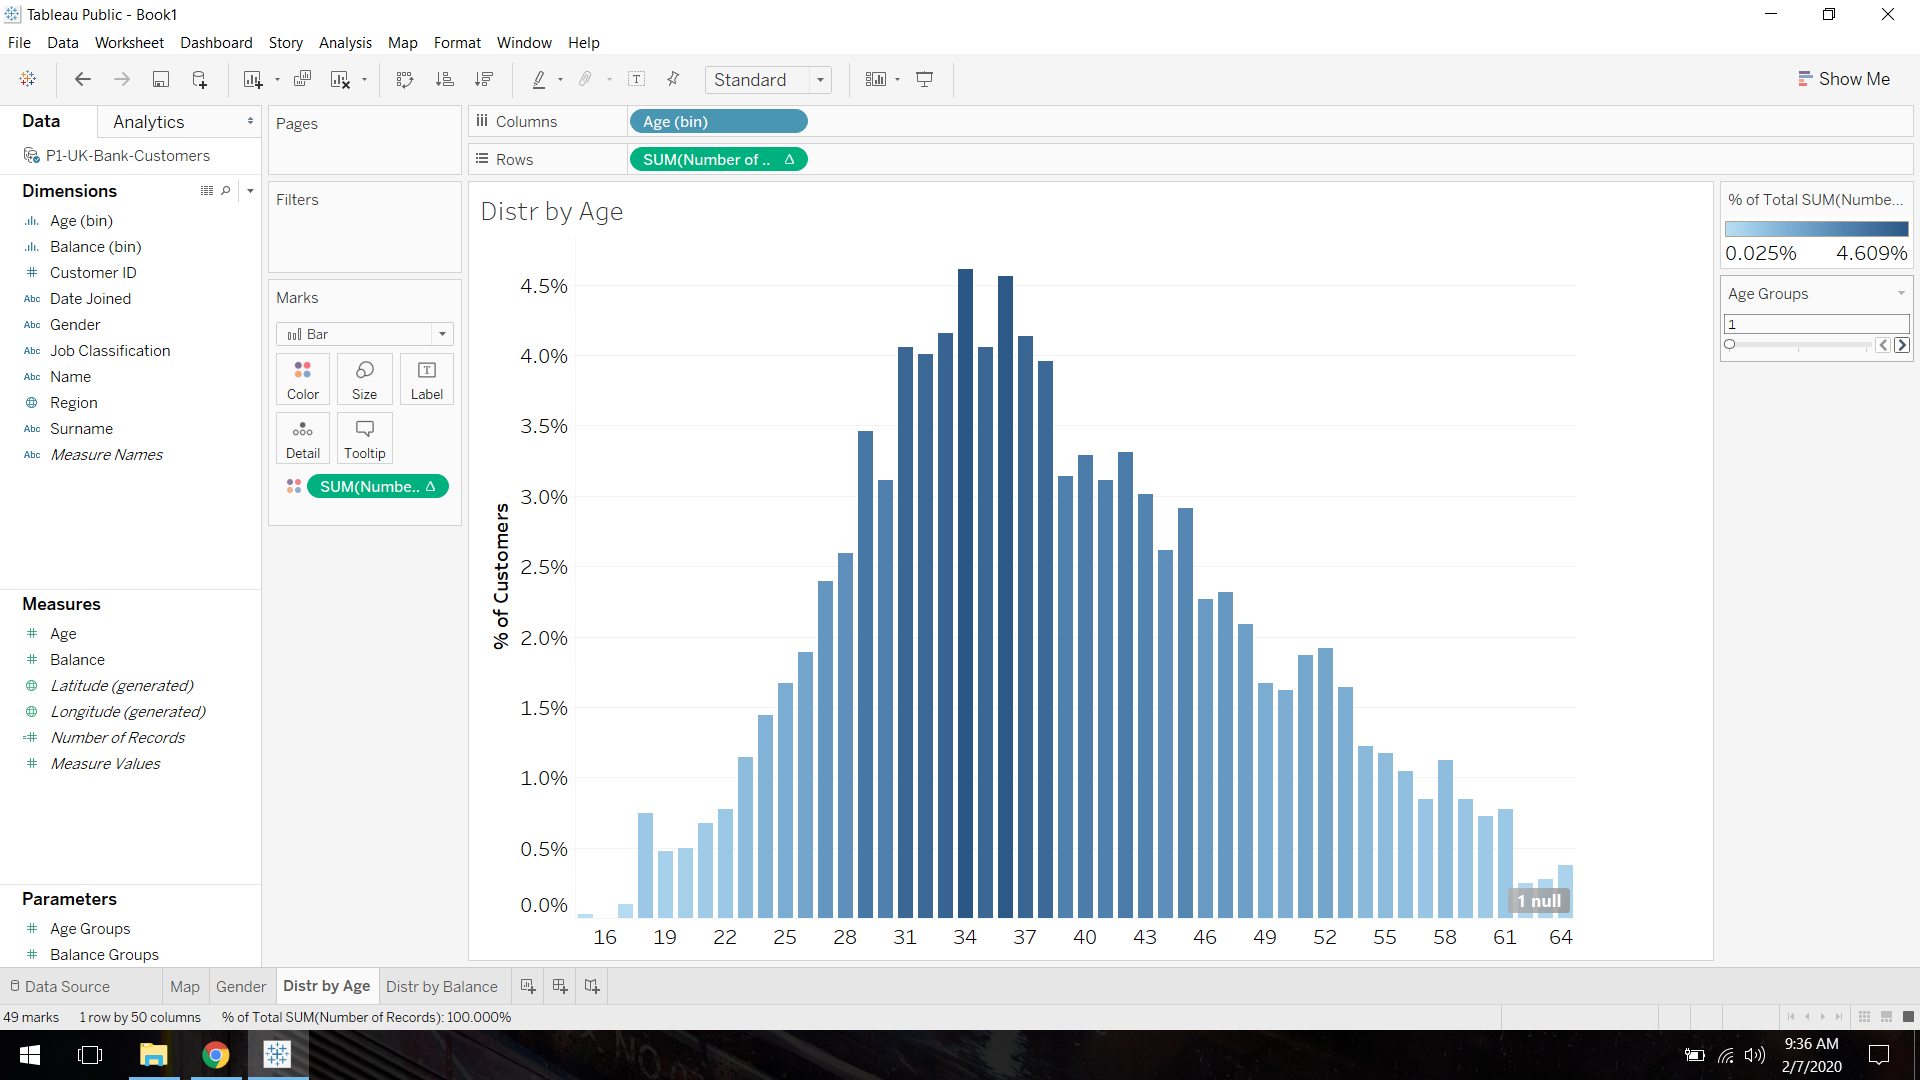 Tableau Public - Book1
File Data Worksheet Dashboard Story Analysis Map Format Window Help
Standard
Show Me
Data Analytics
P1-UK-Bank-Customers
Dimensions
Age (bin)
Balance (bin)
Customer ID
Abc Date Joined
Abc Gender
Abc Job Classification
Abc Name
Region
Abc Surname
Abc Measure Names
Measures
Age
Balance
Latitude (generated)
Longitude (generated)
Number of Records
Measure Values
Parameters
Age Groups
Balance Groups
Pages
Filters
Marks
Bar
Color Size Label
Detail Tooltip
SUM(Numbe.. Δ
Columns Age (bin)
Rows SUM(Number of .. Δ
Distr by Age
% of Customers
4.5%
4.0%
3.5%
3.0%
2.5%
2.0%
1.5%
1.0%
0.5%
0.0%
1 null
16 19 22 25 28 31 34 37 40 43 46 49 52 55 58 61 64
% of Total SUM(Numbe...
0.025% 4.609%
Age Groups
1
Data Source Map Gender Distr by Age Distr by Balance
49 marks 1 row by 50 columns % of Total SUM(Number of Records): 100.000%
9:36 AM
2/7/2020